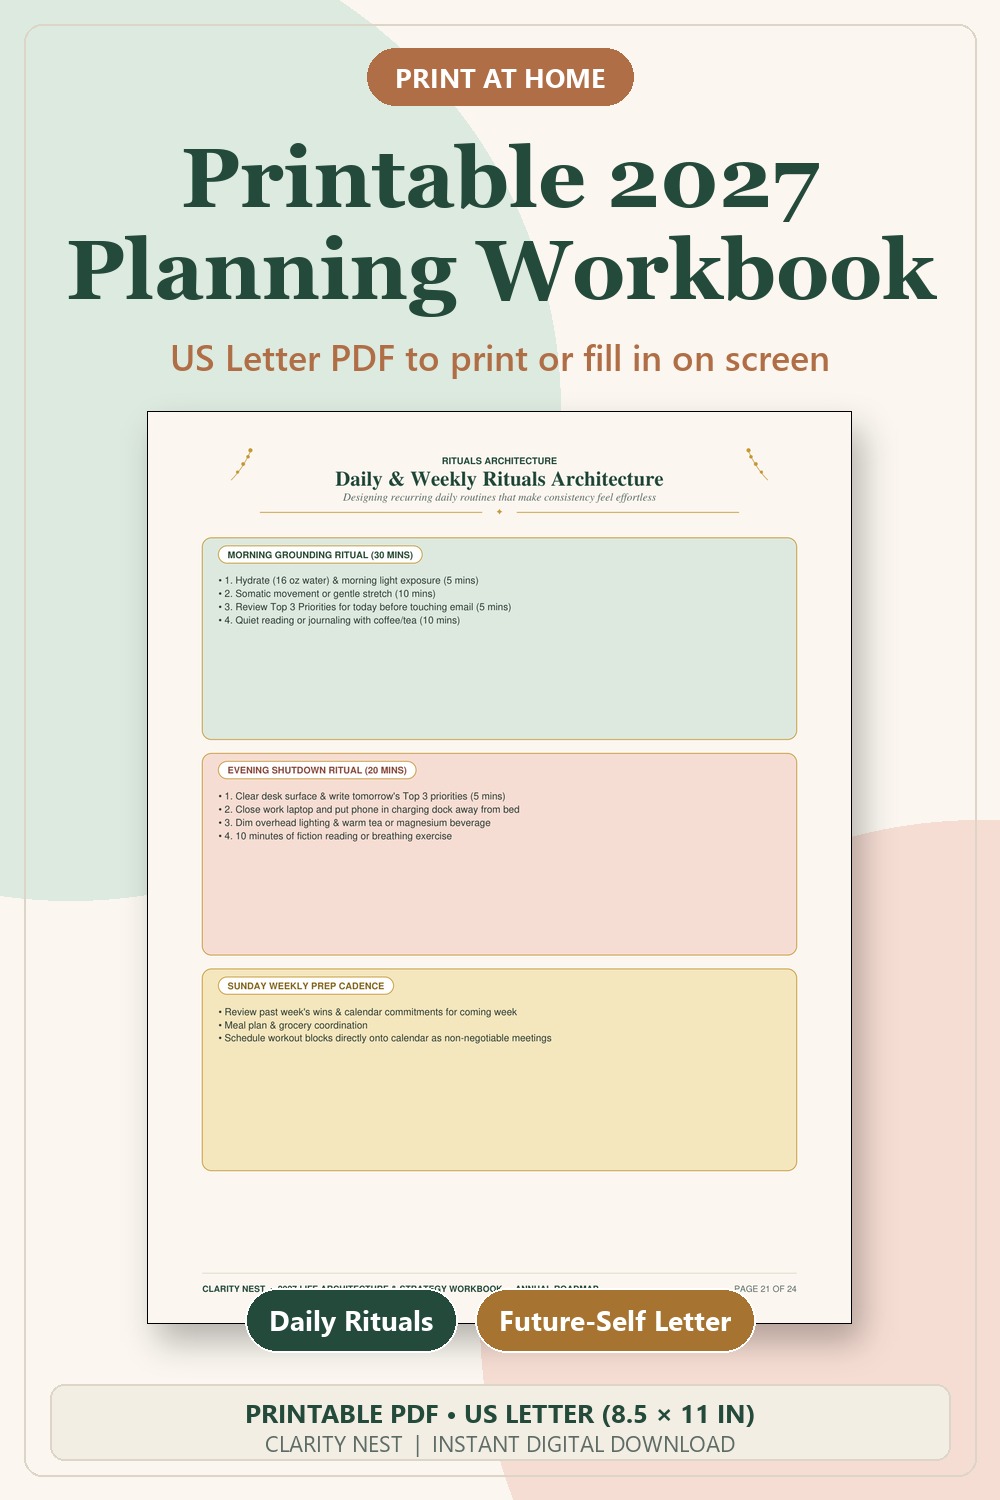 PRINT AT HOME
Printable 2027
Planning Workbook
US Letter PDF to print or fill in on screen
RITUALS ARCHITECTURE
Daily & Weekly Rituals Architecture
Designing recurring daily routines that make consistency feel effortless
MORNING GROUNDING RITUAL (30 MINS)
• 1. Hydrate (16 oz water) & morning light exposure (5 mins)
• 2. Somatic movement or gentle stretch (10 mins)
• 3. Review Top 3 Priorities for today before touching email (5 mins)
• 4. Quiet reading or journaling with coffee/tea (10 mins)
EVENING SHUTDOWN RITUAL (20 MINS)
• 1. Clear desk surface & write tomorrow's Top 3 priorities (5 mins)
• 2. Close work laptop and put phone in charging dock away from bed
• 3. Dim overhead lighting & warm tea or magnesium beverage
• 4. 10 minutes of fiction reading or breathing exercise
SUNDAY WEEKLY PREP CADENCE
• Review past week's wins & calendar commitments for coming week
• Meal plan & grocery coordination
• Schedule workout blocks directly onto calendar as non-negotiable meetings
CLARITY NEST · 2027 LIFE ARCHITECTURE & STRATEGY WORKBOOK ANNUAL ROADMAP PAGE 21 OF 24
Daily Rituals Future-Self Letter
PRINTABLE PDF • US LETTER (8.5 × 11 IN)
CLARITY NEST | INSTANT DIGITAL DOWNLOAD